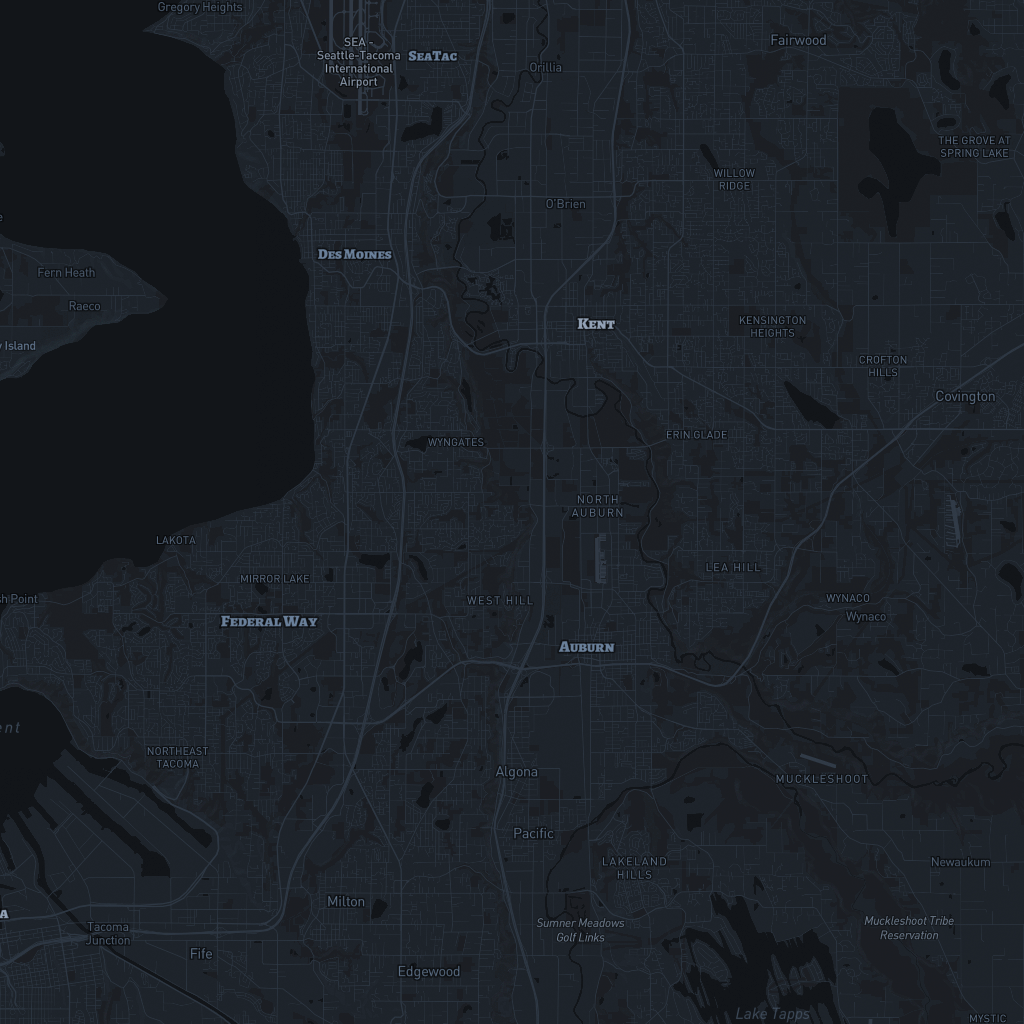 Gregory Heights
SEA -
Seattle-Tacoma
International
Airport
SeaTac
Orillia
Fairwood
THE GROVE AT
SPRING LAKE
WILLOW
RIDGE
O'Brien
Des Moines
Fern Heath
Raeco
Island
Kent
KENSINGTON
HEIGHTS
CROFTON
HILLS
Covington
WYNGATES
ERIN GLADE
NORTH
AUBURN
LAKOTA
MIRROR LAKE
LEA HILL
Point
WEST HILL
WYNACO
Wynaco
Federal Way
Auburn
NORTHEAST
TACOMA
Algona
MUCKLESHOOT
Pacific
LAKELAND
HILLS
Newaukum
Milton
Sumner Meadows
Golf Links
Muckleshoot Tribe
Reservation
Tacoma
Junction
Fife
Edgewood
Lake Tapps
MYSTIC